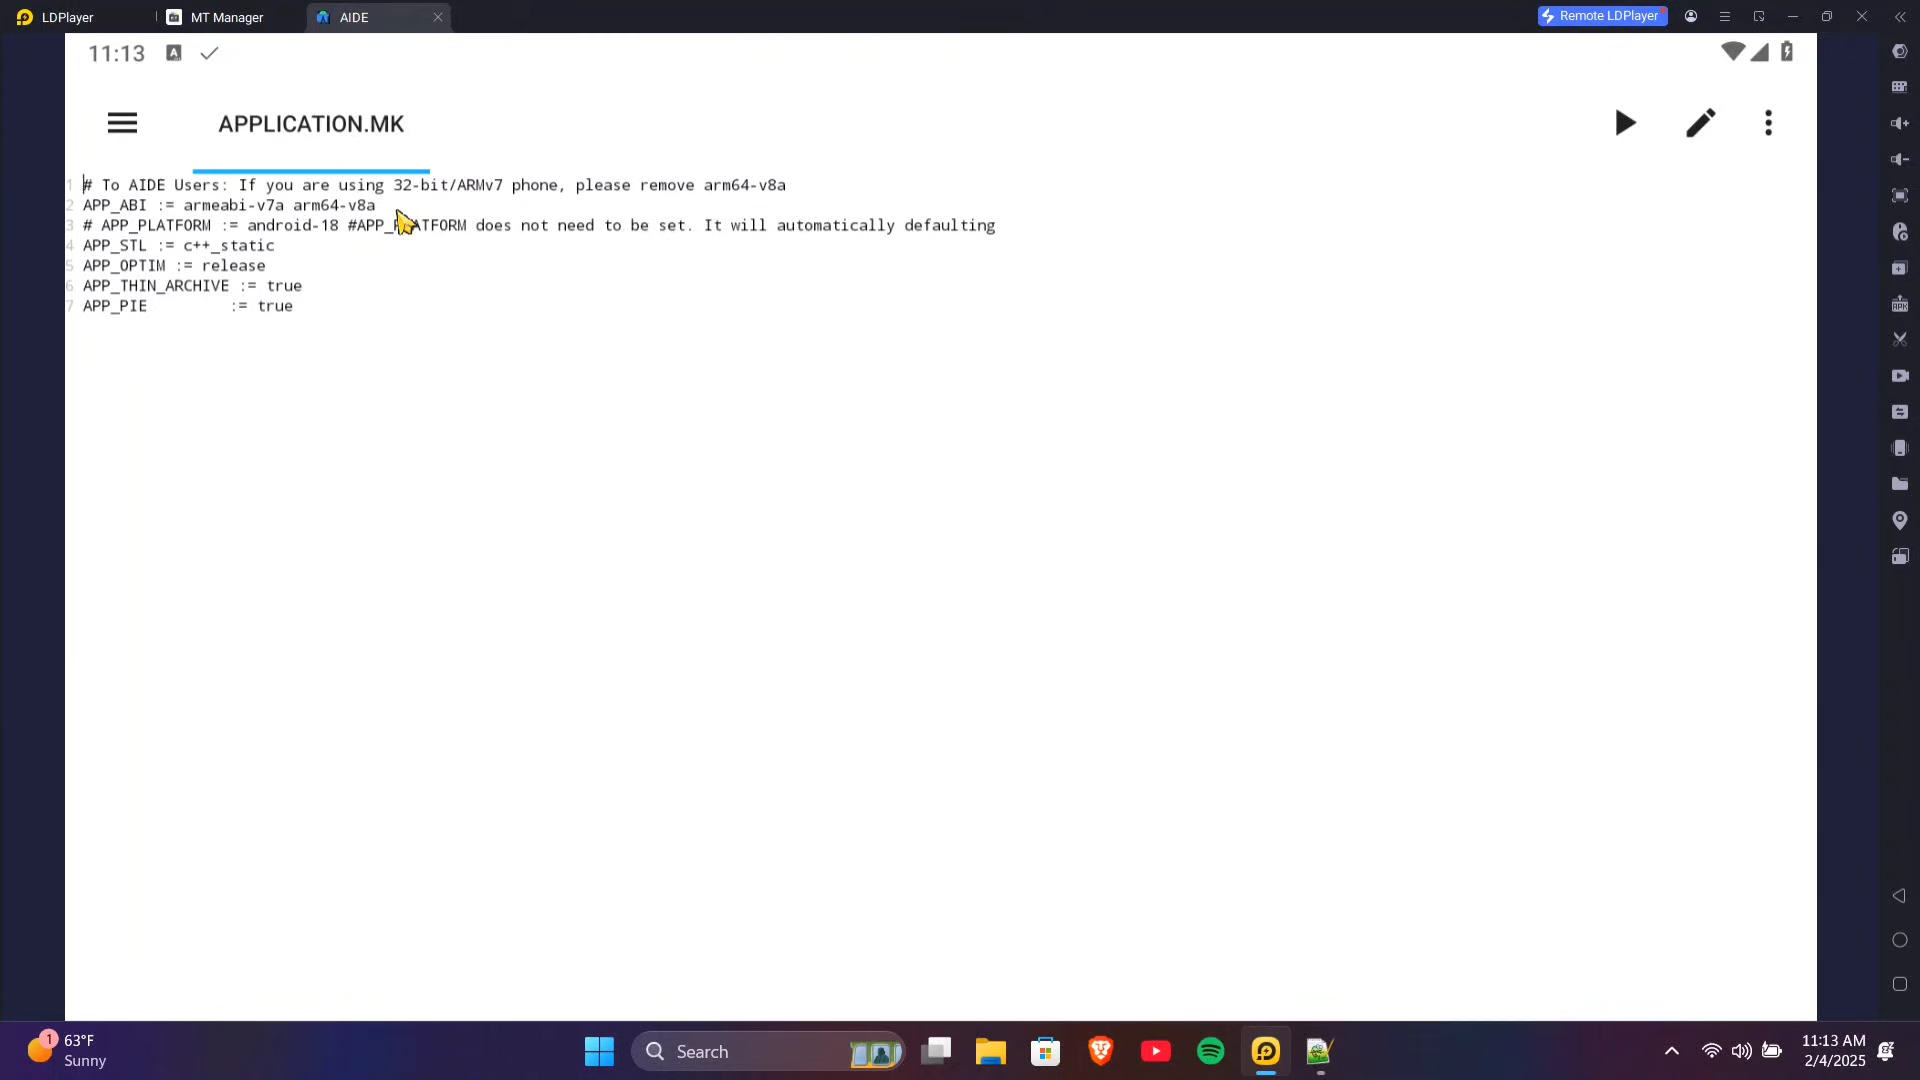 LDPlayer
MT Manager
AIDE
Remote LDPlayer
11:13
APPLICATION.MK
1 # To AIDE Users: If you are using 32-bit/ARMv7 phone, please remove arm64-v8a
2 APP_ABI := armeabi-v7a arm64-v8a
3 # APP_PLATFORM := android-18 #APP_PLATFORM does not need to be set. It will automatically defaulting
4 APP_STL := c++_static
5 APP_OPTIM := release
6 APP_THIN_ARCHIVE := true
7 APP_PIE         := true
1
63°F
Sunny
Search
11:13 AM
2/4/2025